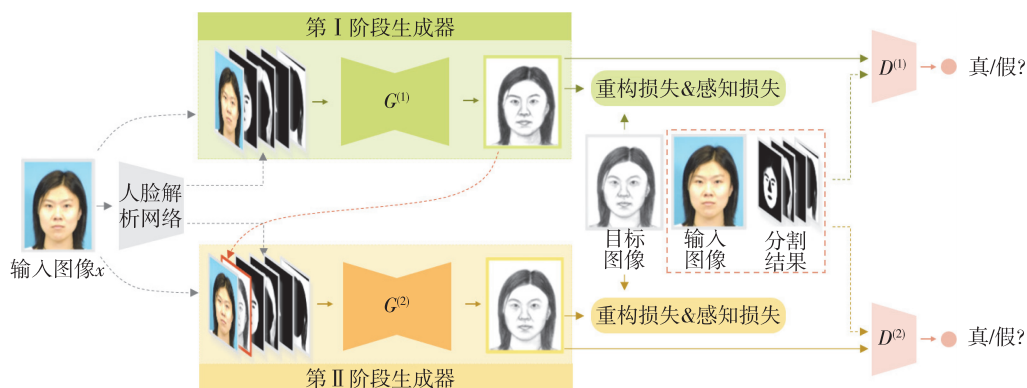 第Ⅰ阶段生成器
G⁽¹⁾
重构损失&感知损失
D⁽¹⁾
真/假?
输入图像x
人脸解
析网络
目标
图像
输入
图像
分割
结果
G⁽²⁾
重构损失&感知损失
D⁽²⁾
真/假?
第Ⅱ阶段生成器